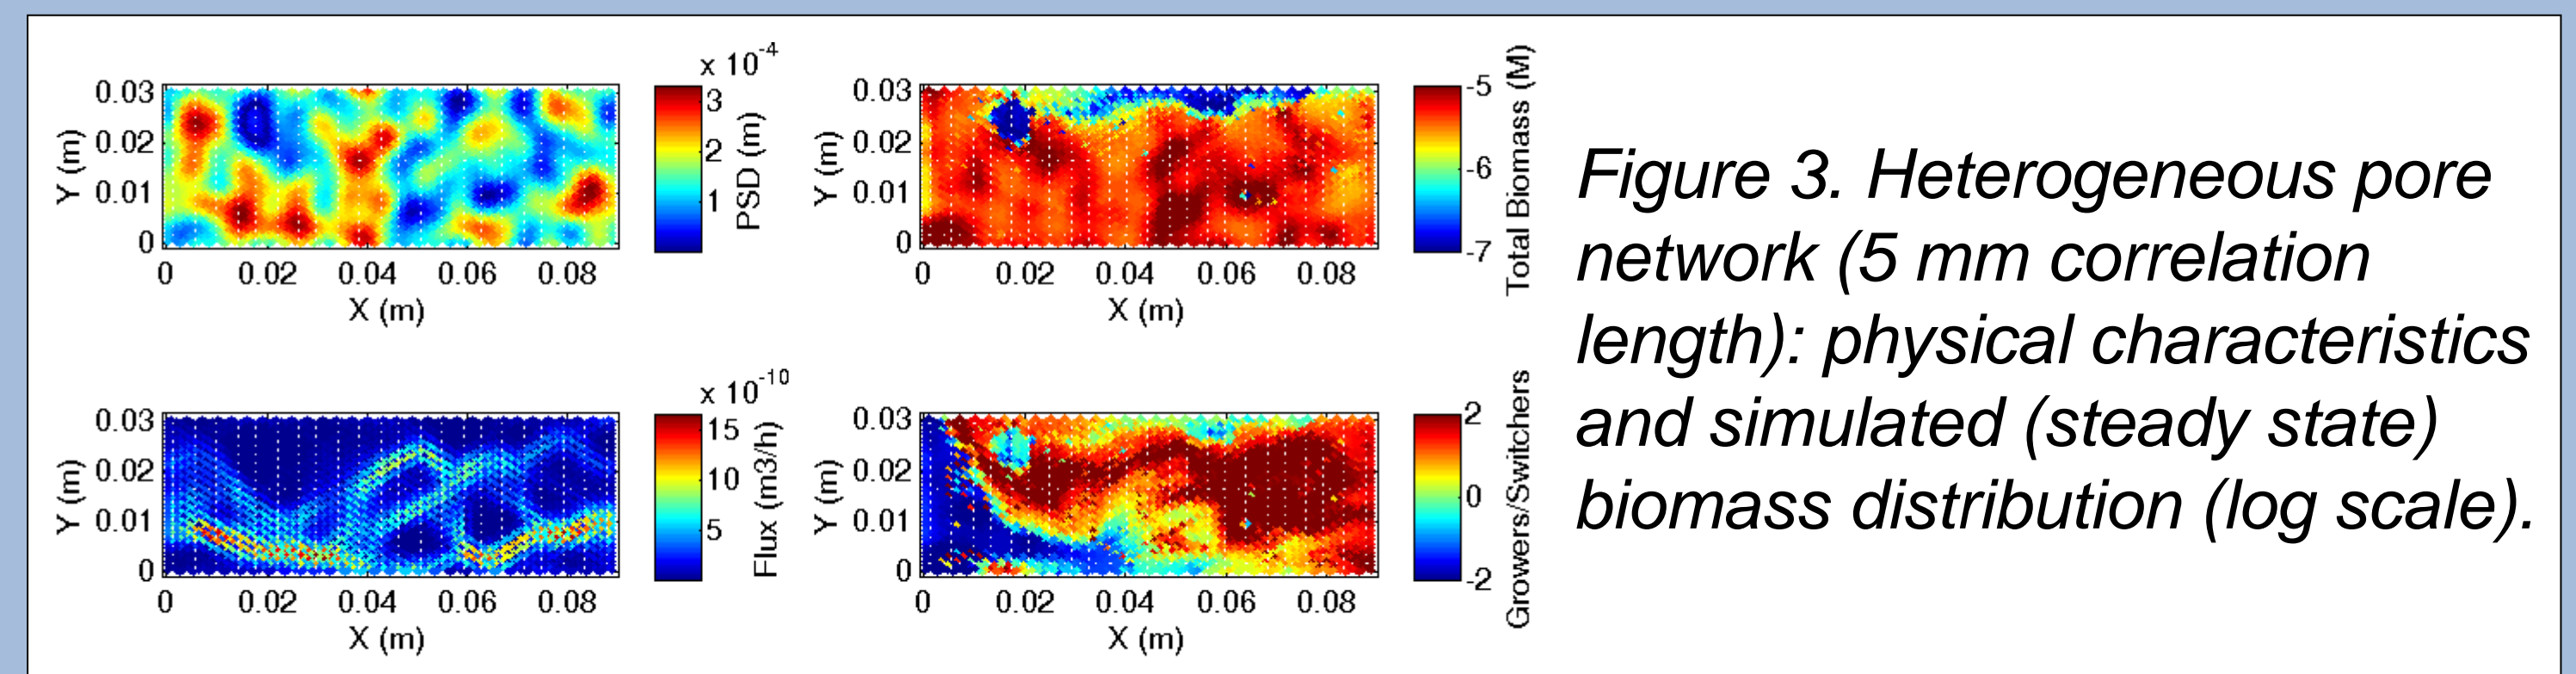 x 10-4
0.03
0.02
0.01
0
Y (m)
0 0.02 0.04 0.06 0.08
X (m)
3
2
1
PSD (m)
0.03
0.02
0.01
0
Y (m)
0 0.02 0.04 0.06 0.08
X (m)
-5
-6
-7
Total Biomass (M)
x 10-10
0.03
0.02
0.01
0
Y (m)
0 0.02 0.04 0.06 0.08
X (m)
15
10
5
Flux (m3/h)
0.03
0.02
0.01
0
Y (m)
0 0.02 0.04 0.06 0.08
X (m)
2
0
-2
Growers/Switchers
Figure 3. Heterogeneous pore
network (5 mm correlation
length): physical characteristics
and simulated (steady state)
biomass distribution (log scale).